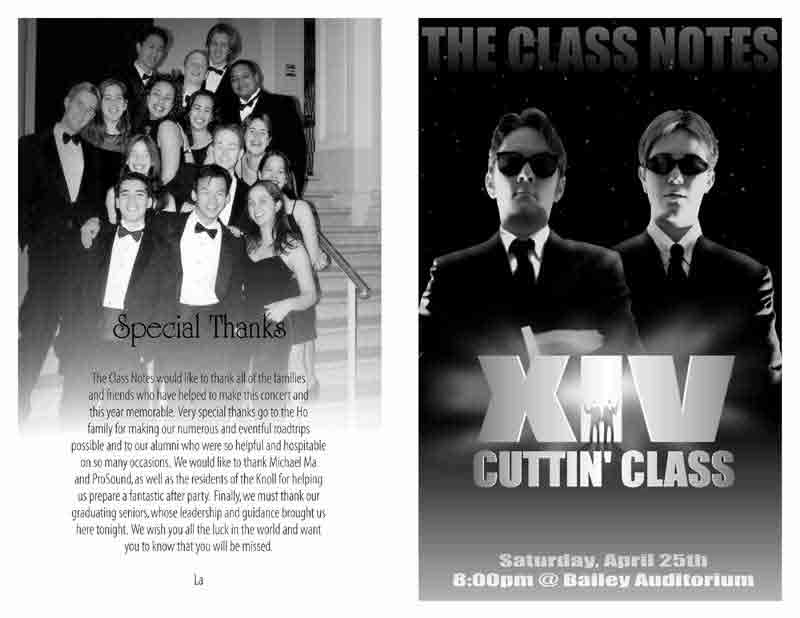 Special Thanks
The Class Notes would like to thank all of the families
and friends who have helped to make this concert and
this year memorable. Very special thanks go to the Ho
family for making our numerous and eventful roadtrips
possible and to our alumni who were so helpful and hospitable
on so many occasions. We would like to thank Michael Ma
and ProSound, as well as the residents of the Knoll for helping
us prepare a fantastic after party. Finally, we must thank our
graduating seniors, whose leadership and guidance brought us
here tonight. We wish you all the luck in the world and want
you to know that you will be missed.
La
THE CLASS NOTES
XIV
CUTTIN' CLASS
Saturday, April 25th
8:00pm @ Bailey Auditorium